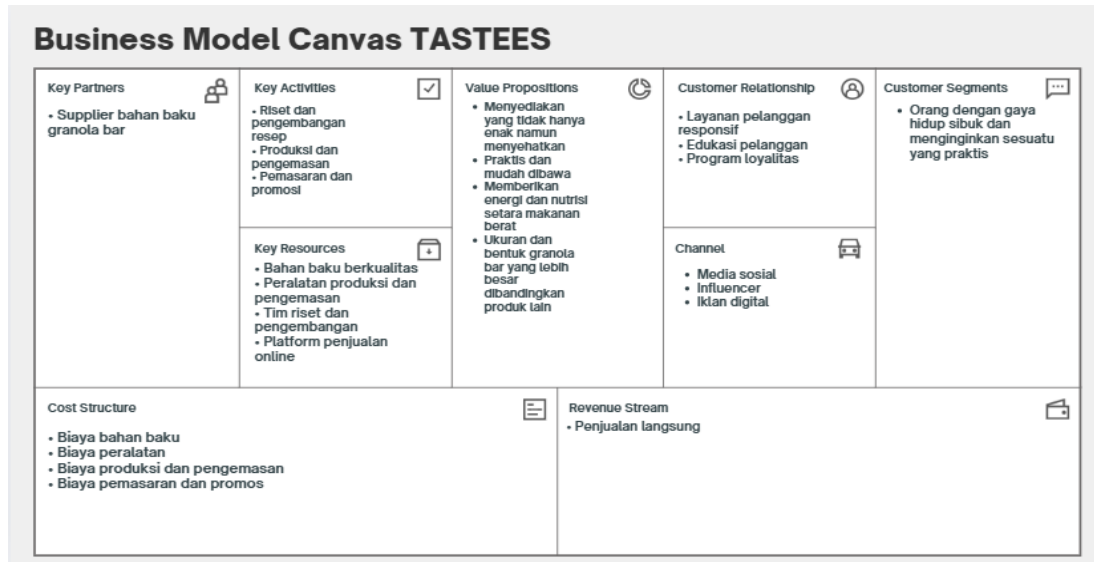 Business Model Canvas TASTEES
Key Partners
• Supplier bahan baku
granola bar
Key Activities
• Riset dan
pengembangan
resep
• Produksi dan
pengemasan
• Pemasaran dan
promosi
Key Resources
• Bahan baku berkualitas
• Peralatan produksi dan
pengemasan
• Tim riset dan
pengembangan
• Platform penjualan
online
Value Propositions
• Menyediakan
yang tidak hanya
enak namun
menyehatkan
• Praktis dan
mudah dibawa
• Memberikan
energi dan nutrisi
setara makanan
berat
• Ukuran dan
bentuk granola
bar yang lebih
besar
dibandingkan
produk lain
Customer Relationship
• Layanan pelanggan
responsif
• Edukasi pelanggan
• Program loyalitas
Channel
• Media sosial
• Influencer
• Iklan digital
Customer Segments
• Orang dengan gaya
hidup sibuk dan
menginginkan sesuatu
yang praktis
Cost Structure
• Biaya bahan baku
• Biaya peralatan
• Biaya produksi dan pengemasan
• Biaya pemasaran dan promos
Revenue Stream
• Penjualan langsung